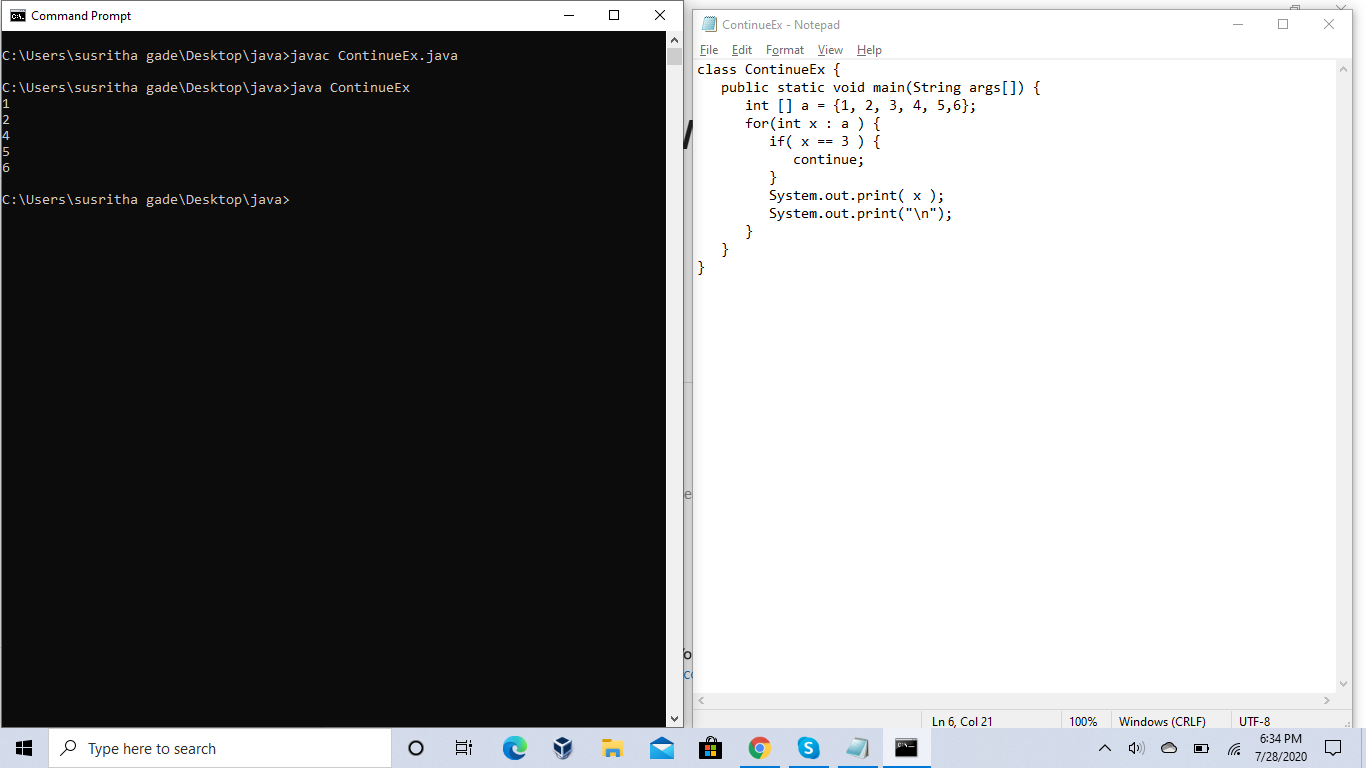 Command Prompt
C:\Users\susritha gade\Desktop\java>javac ContinueEx.java
C:\Users\susritha gade\Desktop\java>java ContinueEx
1
2
4
5
6
C:\Users\susritha gade\Desktop\java>
ContinueEx - Notepad
File Edit Format View Help
class ContinueEx {
   public static void main(String args[]) {
      int [] a = {1, 2, 3, 4, 5,6};
      for(int x : a ) {
         if( x == 3 ) {
            continue;
         }
         System.out.print( x );
         System.out.print("\n");
      }
   }
}
Ln 6, Col 21 100% Windows (CRLF) UTF-8
Type here to search
6:34 PM
7/28/2020